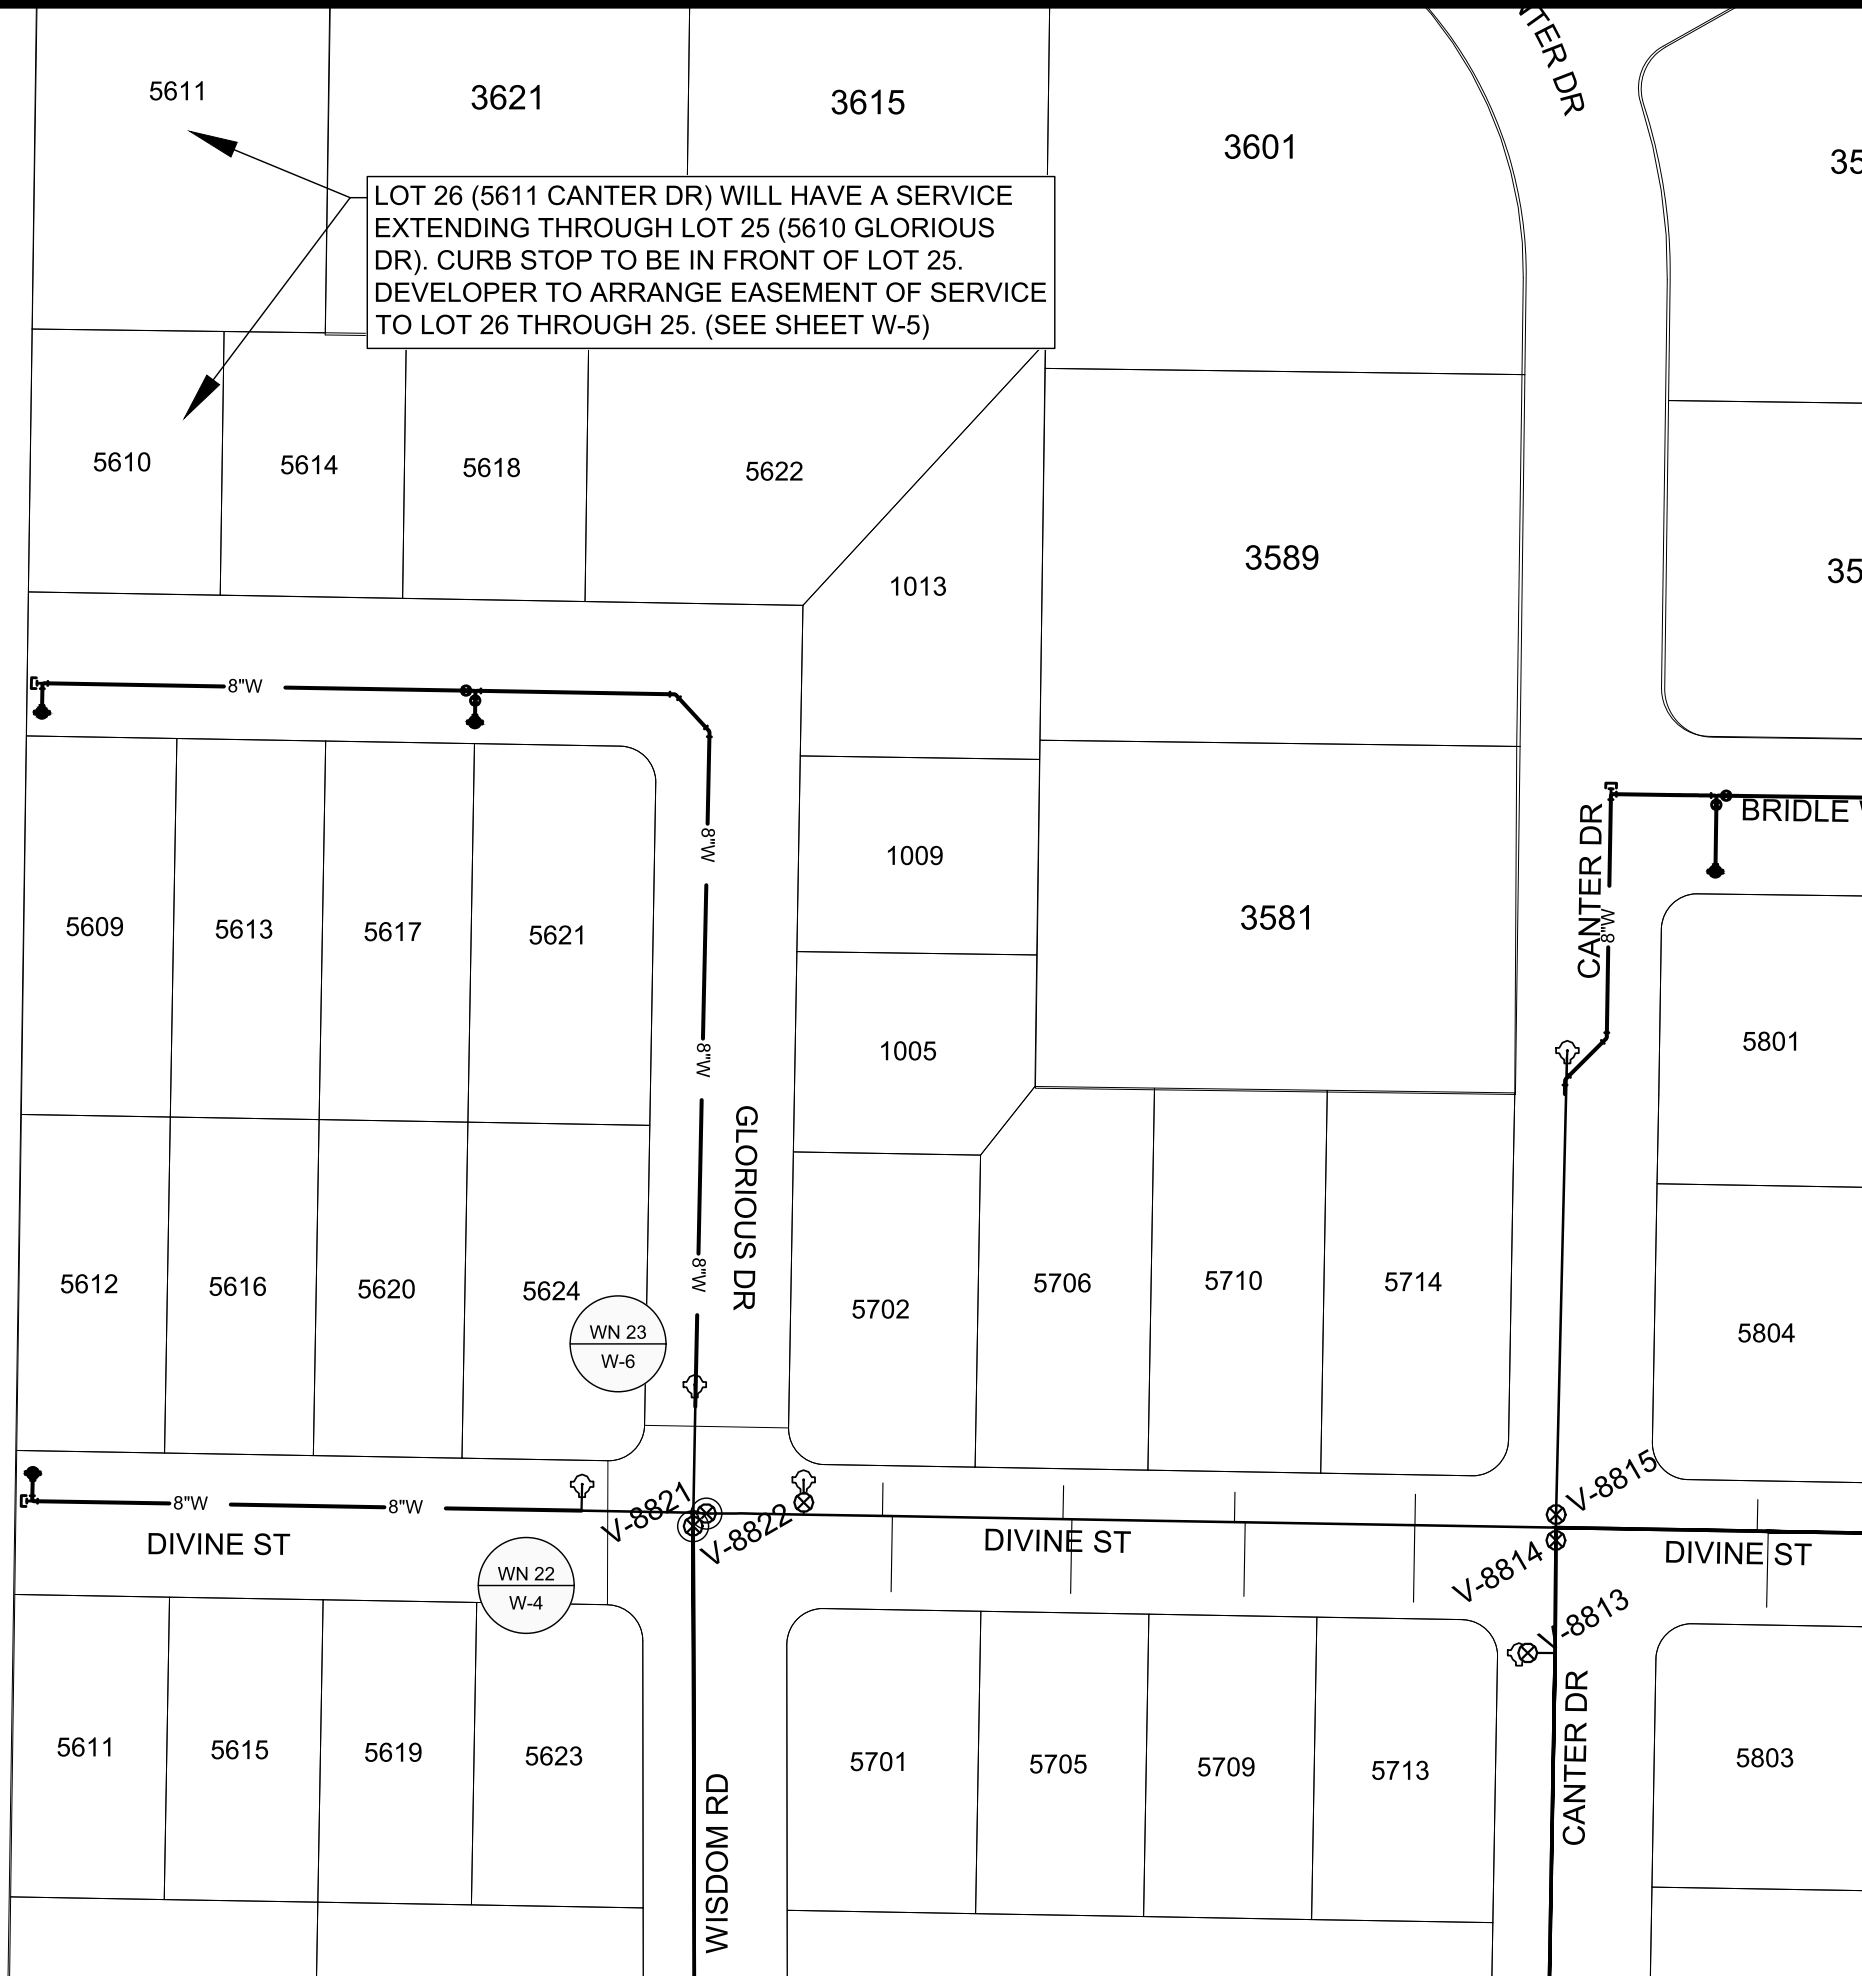 NTER DR
5611
3621
3615
3601
LOT 26 (5611 CANTER DR) WILL HAVE A SERVICE
EXTENDING THROUGH LOT 25 (5610 GLORIOUS
DR). CURB STOP TO BE IN FRONT OF LOT 25.
DEVELOPER TO ARRANGE EASEMENT OF SERVICE
TO LOT 26 THROUGH 25. (SEE SHEET W-5)
5610
5614
5618
5622
1013
3589
8"W
8"W
BRIDLE
CANTER DR
8"W
1009
3581
5609
5613
5617
5621
8"W
1005
5801
GLORIOUS DR
8"W
5612
5616
5620
5624
5702
5706
5710
5714
5804
WN 23
W-6
8"W
8"W
V-8821
V-8822
V-8815
DIVINE ST
DIVINE ST
DIVINE ST
V-8814
V-8813
WN 22
W-4
5611
5615
5619
5623
5701
5705
5709
5713
5803
CANTER DR
WISDOM RD